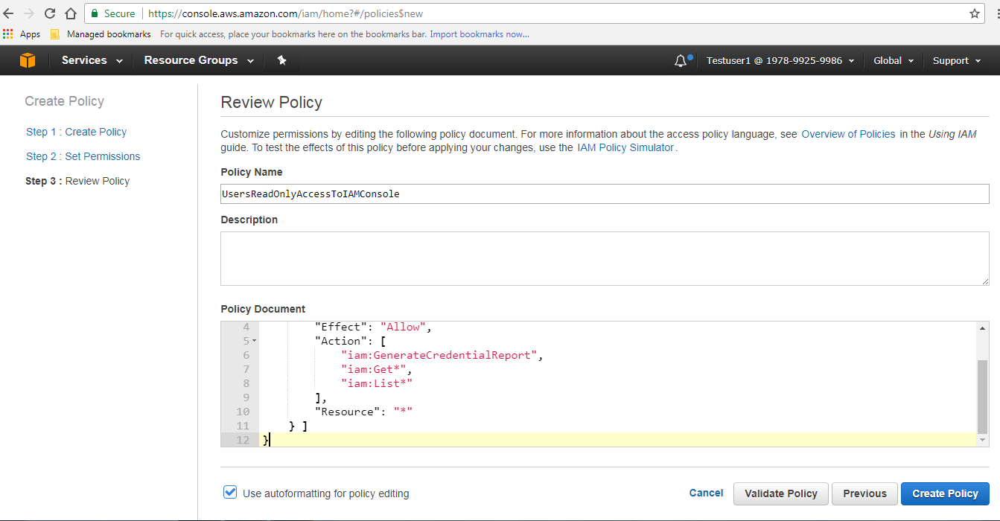 Secure https://console.aws.amazon.com/iam/home?#/policies$new
Apps Managed bookmarks For quick access, place your bookmarks here on the bookmarks bar. Import bookmarks now...
Services Resource Groups Testuser1 @ 1978-9925-9986 Global Support
Create Policy
Step 1 : Create Policy
Step 2 : Set Permissions
Step 3 : Review Policy
Review Policy
Customize permissions by editing the following policy document. For more information about the access policy language, see Overview of Policies in the Using IAM
guide. To test the effects of this policy before applying your changes, use the IAM Policy Simulator.
Policy Name
UsersReadOnlyAccessToIAMConsole
Description
Policy Document
4 "Effect": "Allow",
5 "Action": [
6 "iam:GenerateCredentialReport",
7 "iam:Get*",
8 "iam:List*"
9 ],
10 "Resource": "*"
11 } ]
12 }
Use autoformatting for policy editing
Cancel Validate Policy Previous Create Policy